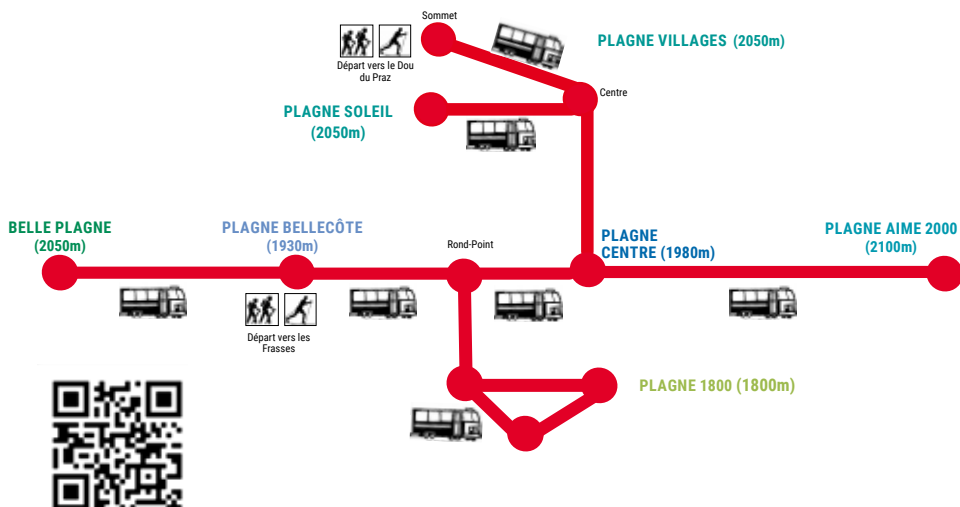 Sommet
PLAGNE VILLAGES (2050m)
Départ vers le Dou
du Praz
Centre
PLAGNE SOLEIL
(2050m)
BELLE PLAGNE
(2050m)
PLAGNE BELLECÔTE
(1930m)
Rond-Point
PLAGNE
CENTRE (1980m)
PLAGNE AIME 2000
(2100m)
Départ vers les
Frasses
PLAGNE 1800 (1800m)